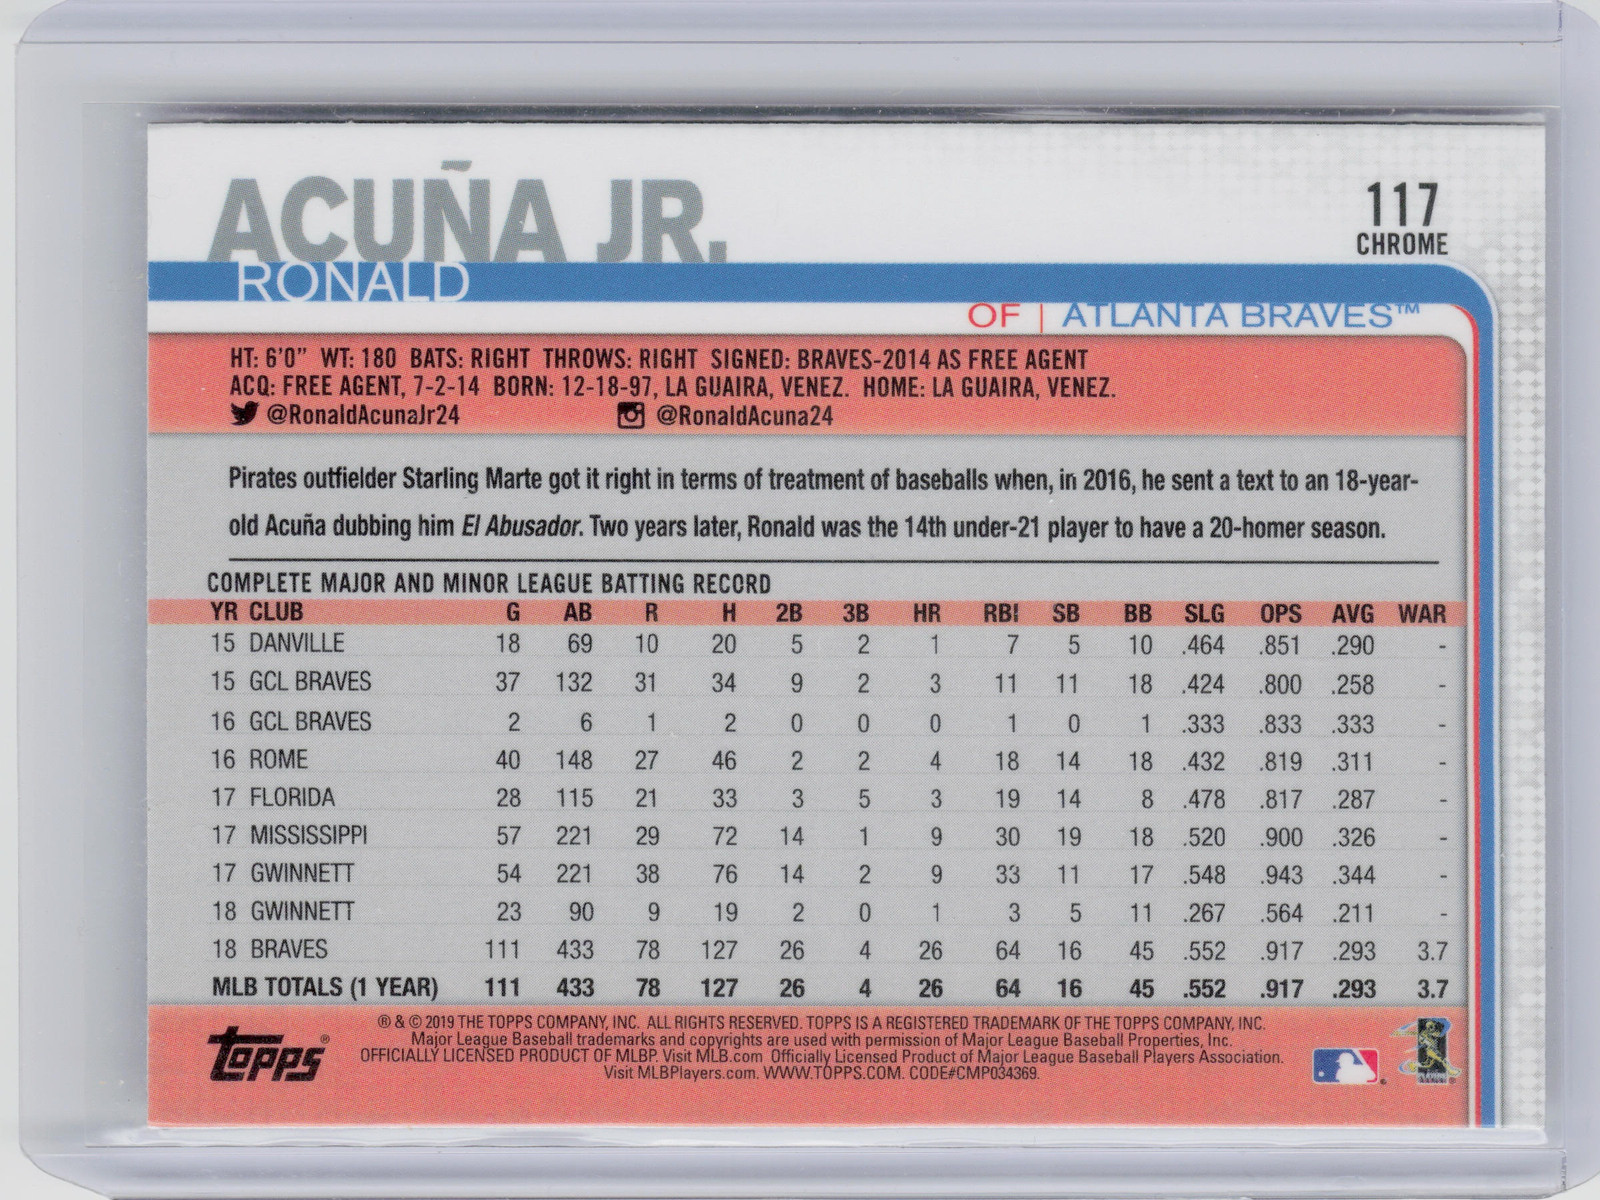 ACUÑA JR.
RONALD
117
CHROME
OF | ATLANTA BRAVES™
HT: 6'0" WT: 180 BATS: RIGHT THROWS: RIGHT SIGNED: BRAVES-2014 AS FREE AGENT
ACQ: FREE AGENT, 7-2-14 BORN: 12-18-97, LA GUAIRA, VENEZ. HOME: LA GUAIRA, VENEZ.
@RonaldAcunaJr24 @RonaldAcuna24
Pirates outfielder Starling Marte got it right in terms of treatment of baseballs when, in 2016, he sent a text to an 18-year-
old Acuña dubbing him El Abusador. Two years later, Ronald was the 14th under-21 player to have a 20-homer season.
COMPLETE MAJOR AND MINOR LEAGUE BATTING RECORD
YR CLUB G AB R H 2B 3B HR RBI SB BB SLG OPS AVG WAR
15 DANVILLE 18 69 10 20 5 2 1 7 5 10 .464 .851 .290 -
15 GCL BRAVES 37 132 31 34 9 2 3 11 11 18 .424 .800 .258 -
16 GCL BRAVES 2 6 1 2 0 0 0 1 0 1 .333 .833 .333 -
16 ROME 40 148 27 46 2 2 4 18 14 18 .432 .819 .311 -
17 FLORIDA 28 115 21 33 3 5 3 19 14 8 .478 .817 .287 -
17 MISSISSIPPI 57 221 29 72 14 1 9 30 19 18 .520 .900 .326 -
17 GWINNETT 54 221 38 76 14 2 9 33 11 17 .548 .943 .344 -
18 GWINNETT 23 90 9 19 2 0 1 3 5 11 .267 .564 .211 -
18 BRAVES 111 433 78 127 26 4 26 64 16 45 .552 .917 .293 3.7
MLB TOTALS (1 YEAR) 111 433 78 127 26 4 26 64 16 45 .552 .917 .293 3.7
Topps®
® & © 2019 THE TOPPS COMPANY, INC. ALL RIGHTS RESERVED. TOPPS IS A REGISTERED TRADEMARK OF THE TOPPS COMPANY, INC.
Major League Baseball trademarks and copyrights are used with permission of Major League Baseball Properties, Inc.
OFFICIALLY LICENSED PRODUCT OF MLBP. Visit MLB.com Officially Licensed Product of Major League Baseball Players Association.
Visit MLBPlayers.com. WWW.TOPPS.COM. CODE#CMP034369.